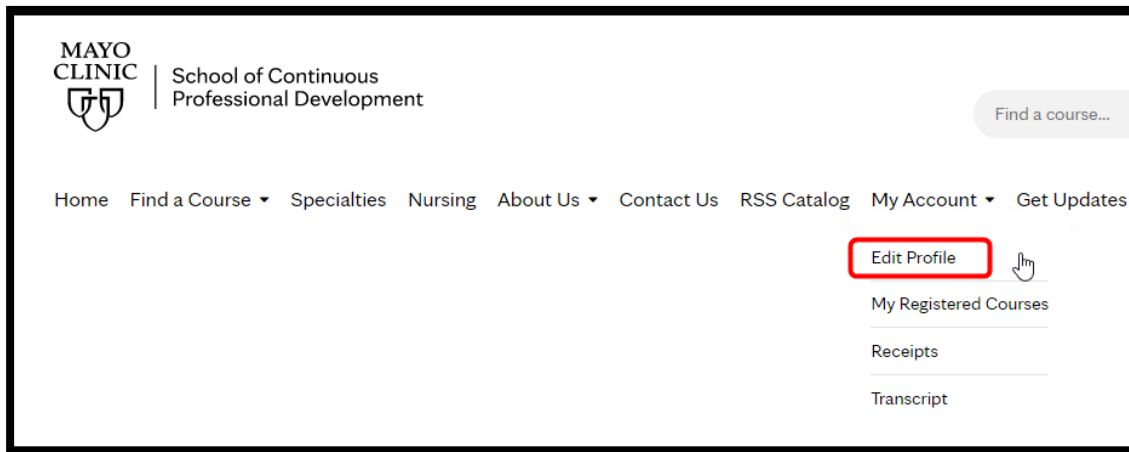 MAYO
CLINIC
School of Continuous
Professional Development
Find a course...
Home Find a Course Specialties Nursing About Us Contact Us RSS Catalog My Account Get Updates
Edit Profile
My Registered Courses
Receipts
Transcript